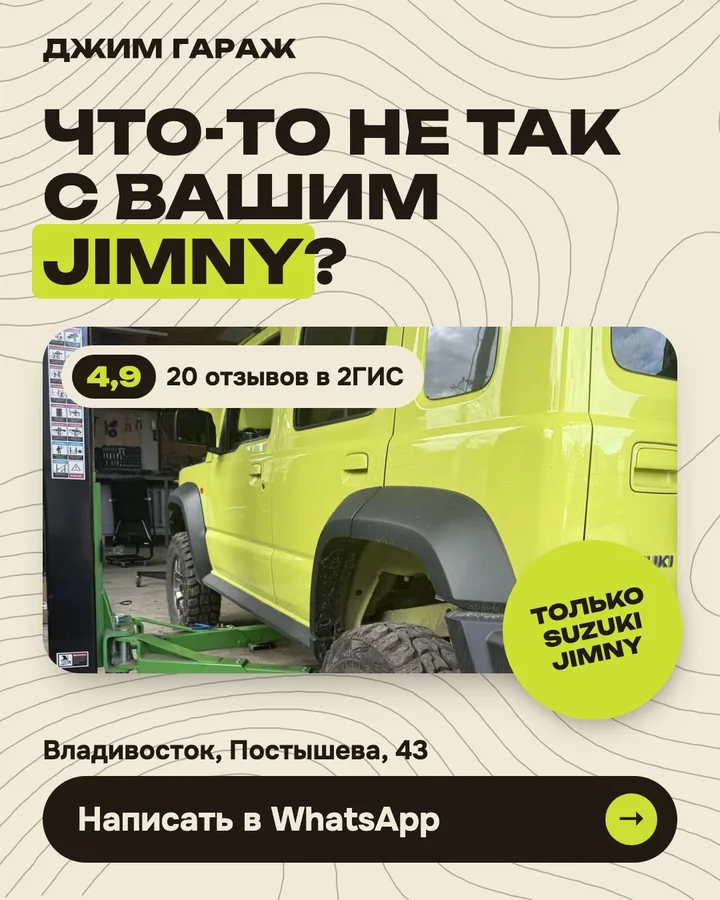 ДЖИМ ГАРАЖ
ЧТО-ТО НЕ ТАК
С ВАШИМ
JIMNY?
4,9 20 отзывов в 2ГИС
ТОЛЬКО
SUZUKI
JIMNY
Владивосток, Постышева, 43
Написать в WhatsApp →